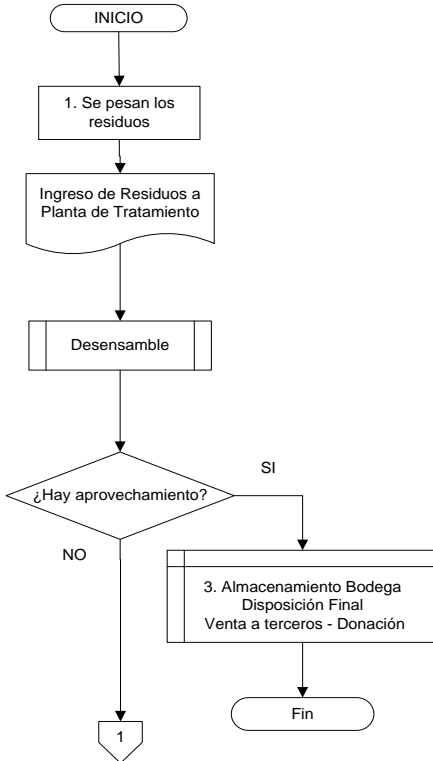 INICIO
1. Se pesan los
residuos
Ingreso de Residuos a
Planta de Tratamiento
Desensamble
¿Hay aprovechamiento?
SI
NO
3. Almacenamiento Bodega
Disposición Final
Venta a terceros - Donación
Fin
1